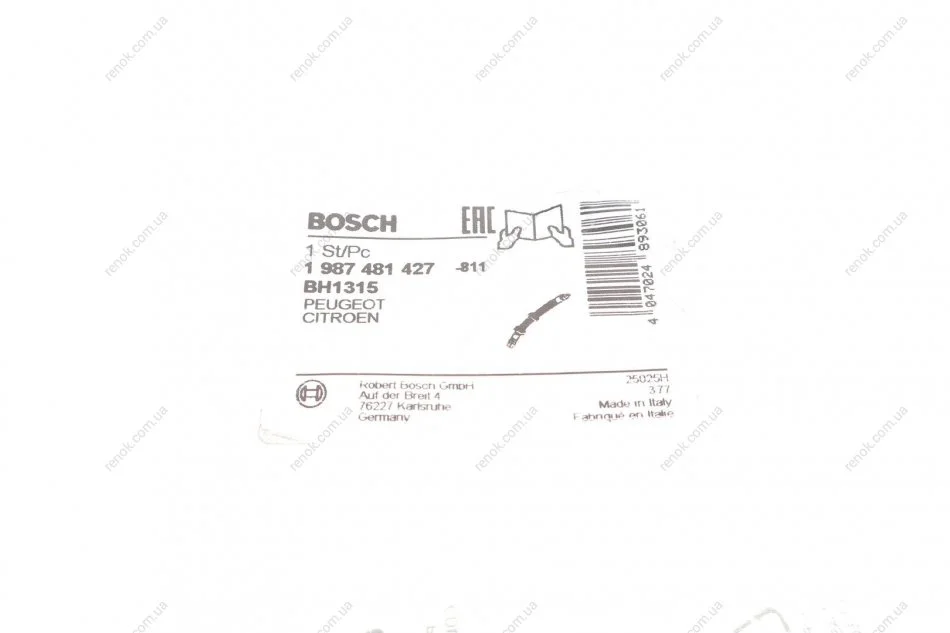 BOSCH
EAC
1 St/Pc
1 987 481 427 -811
BH1315
PEUGEOT
CITROEN
4 047024 893061
Robert Bosch GmbH
Auf der Breit 4
76227 Karlsruhe
Germany
25025H
377
Made in Italy
Fabriqué en Italie
renok.com.ua